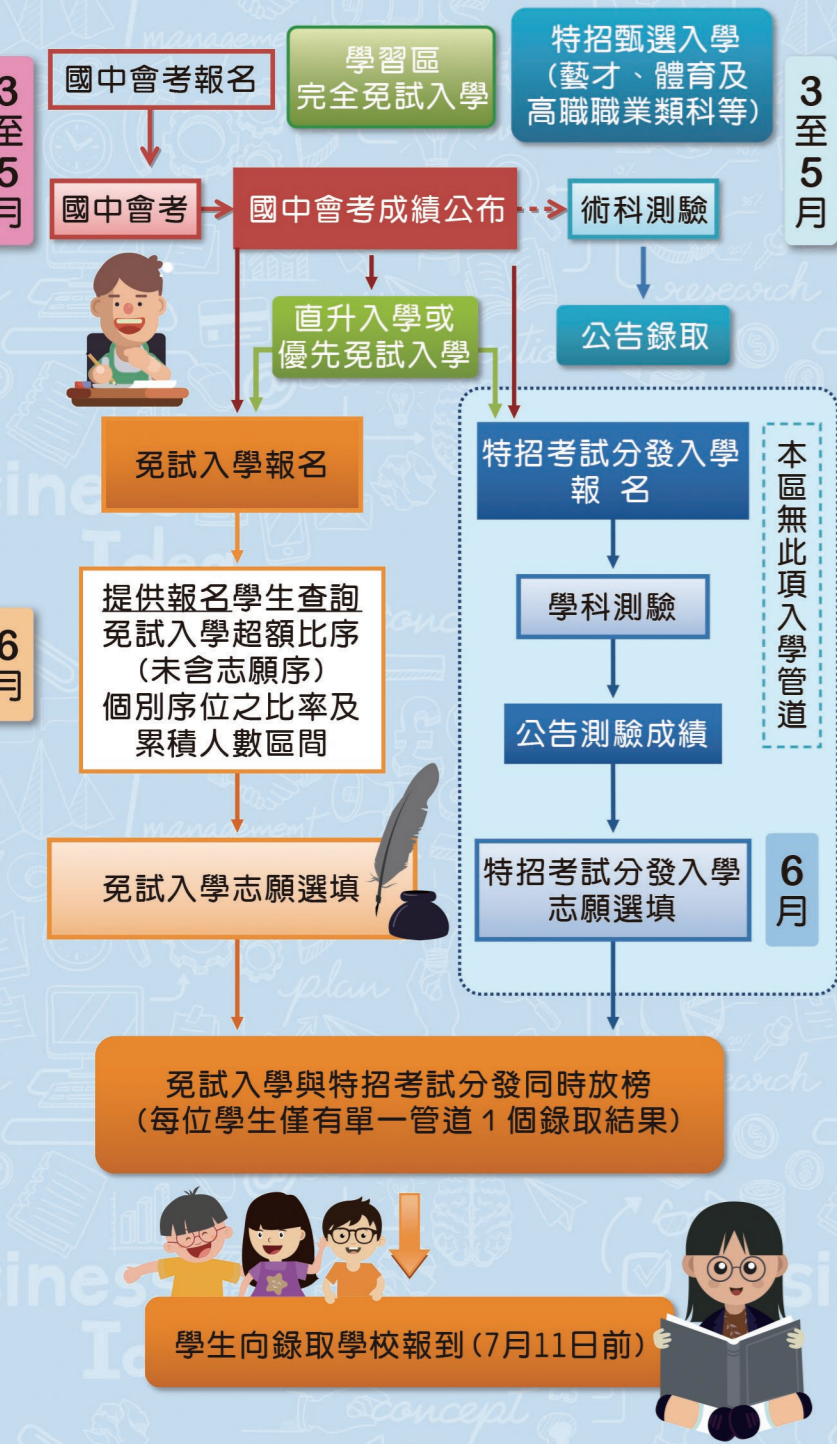 3
至
5
月
國中會考報名
學習區
完全免試入學
特招甄選入學
(藝才、體育及
高職職業類科等)
3
至
5
月
國中會考
國中會考成績公布
術科測驗
直升入學或
優先免試入學
公告錄取
免試入學報名
特招考試分發入學
報 名
本區無此項入學管道
提供報名學生查詢
免試入學超額比序
(未含志願序)
個別序位之比率及
累積人數區間
學科測驗
6
月
公告測驗成績
免試入學志願選填
特招考試分發入學
志願選填
6
月
免試入學與特招考試分發同時放榜
(每位學生僅有單一管道1個錄取結果)
學生向錄取學校報到(7月11日前)
management
research
concept
management
plan
Idea
concept